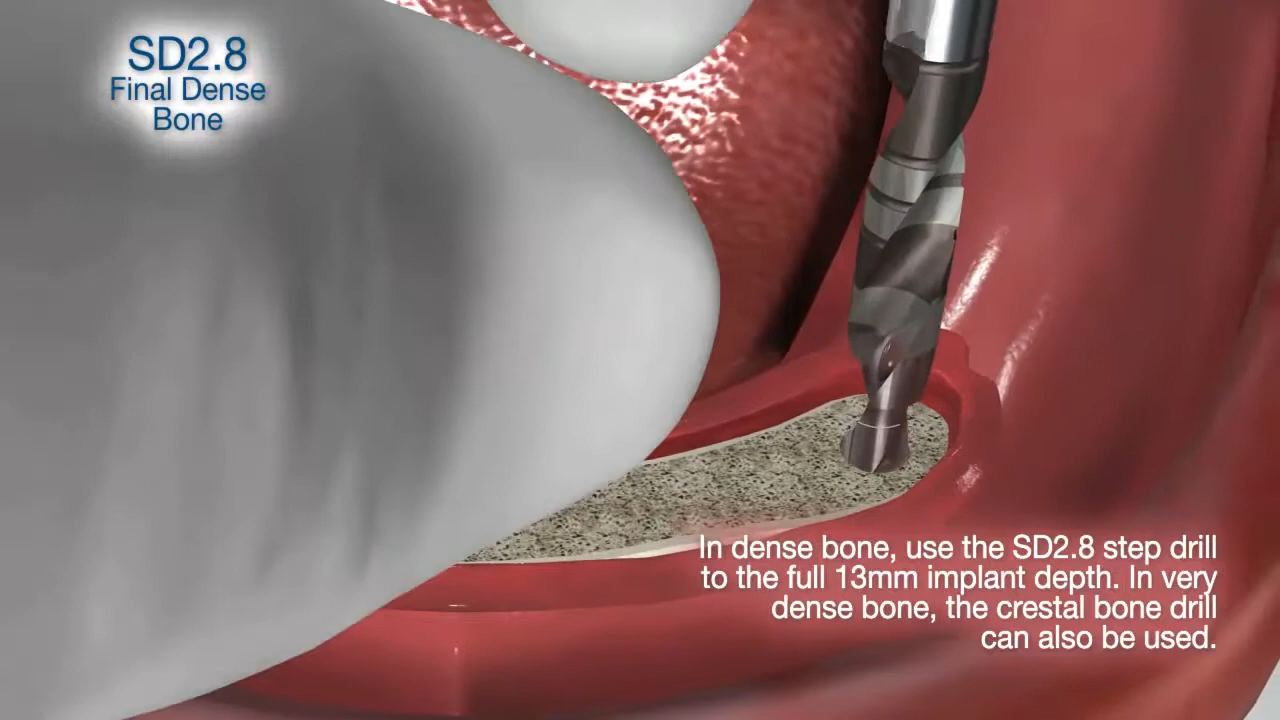 SD2.8
Final Dense
Bone
In dense bone, use the SD2.8 step drill
to the full 13mm implant depth. In very
dense bone, the crestal bone drill
can also be used.